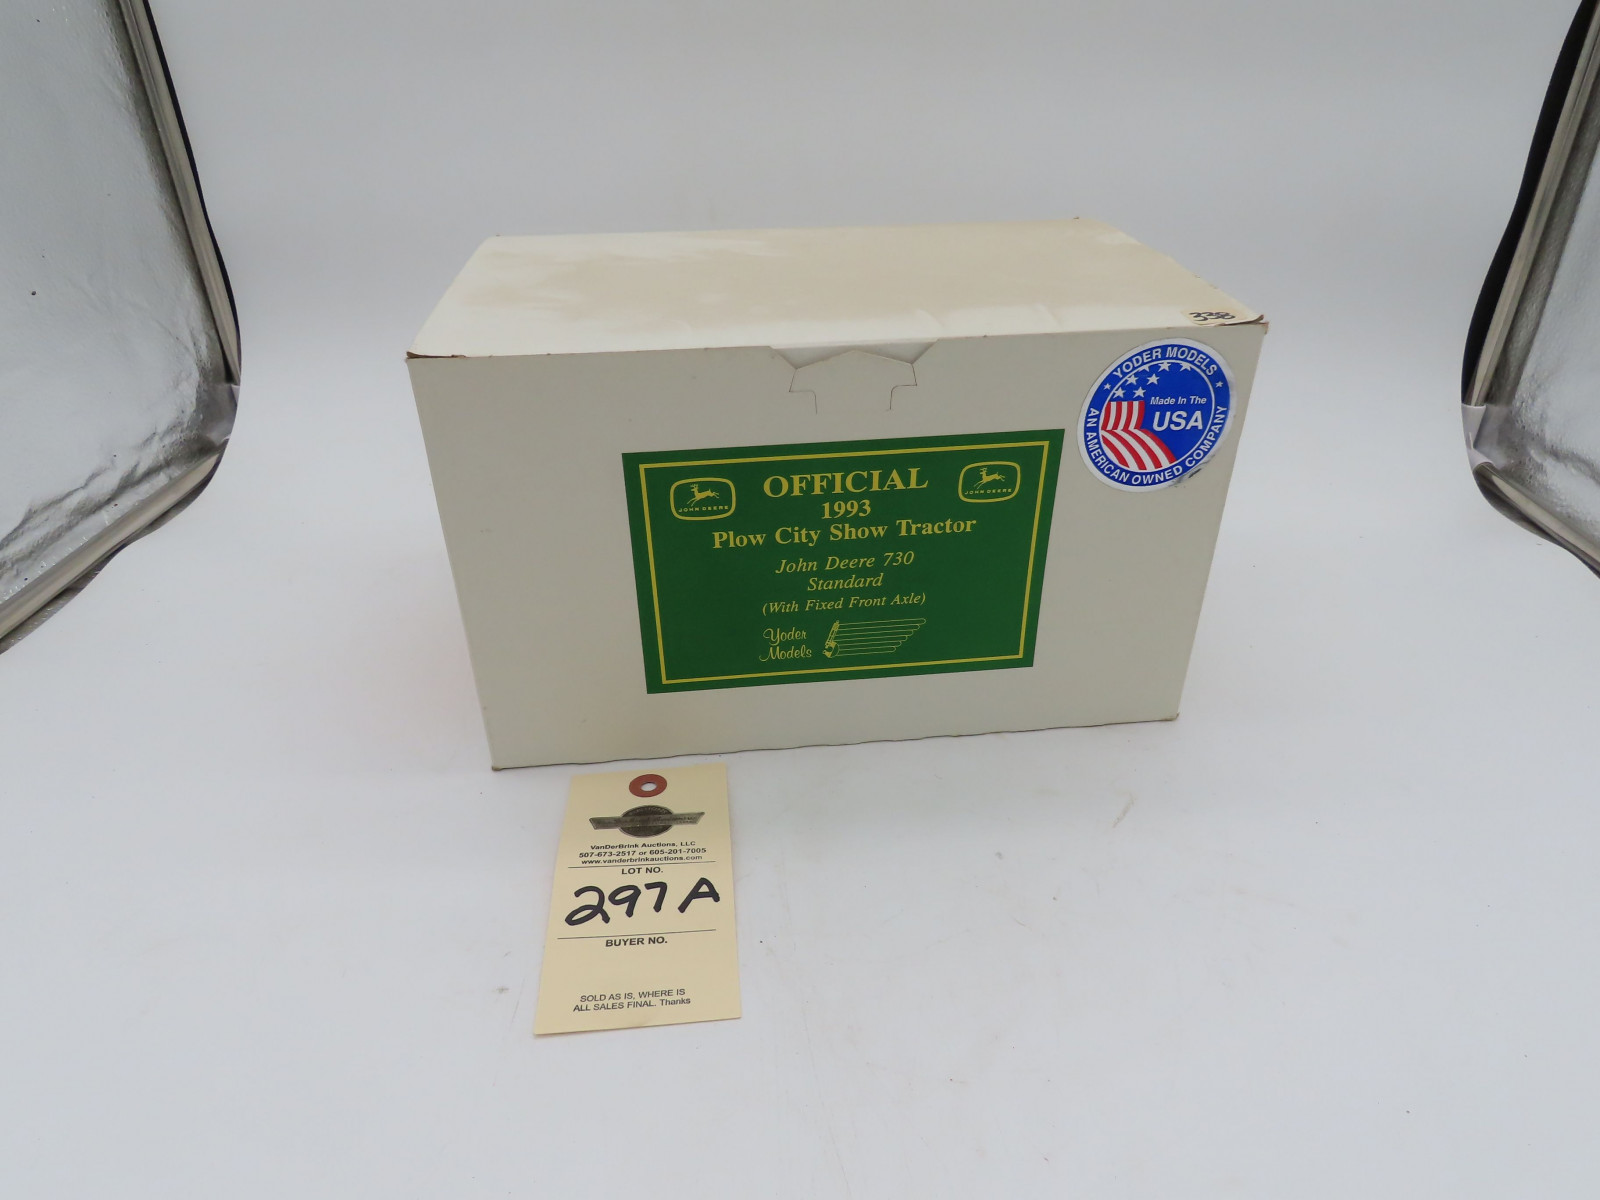 YODER MODELS
Made In The
USA
AN AMERICAN OWNED COMPANY
JOHN DEERE
JOHN DEERE
OFFICIAL
1993
Plow City Show Tractor
John Deere 730
Standard
(With Fixed Front Axle)
Yoder
Models
VanDerBrink Auctions, LLC
507-673-2517 or 605-201-7005
www.vanderbrinkauctions.com
LOT NO.
297A
BUYER NO.
SOLD AS IS, WHERE IS
ALL SALES FINAL. Thanks